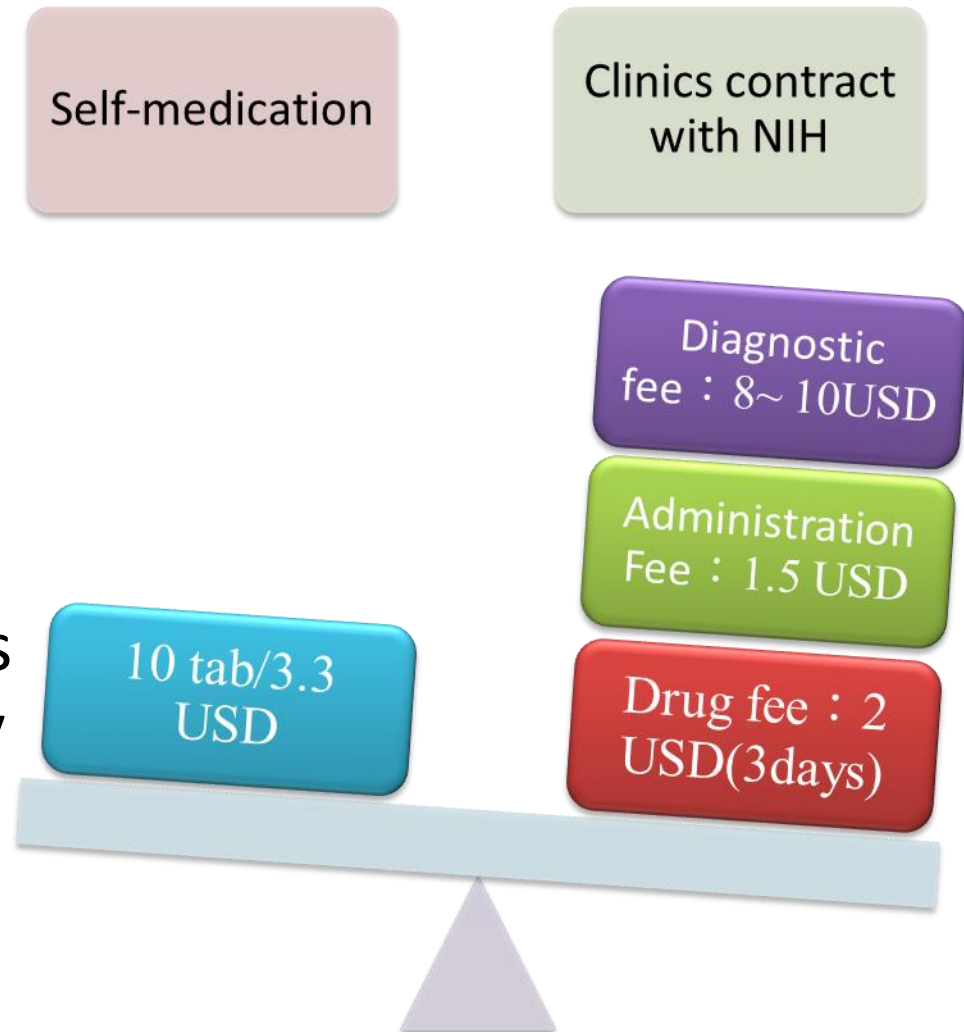 Self-medication
Clinics contract
with NIH
Diagnostic
fee：8~ 10USD
Administration
Fee：1.5 USD
10 tab/3.3
USD
Drug fee：2
USD(3days)